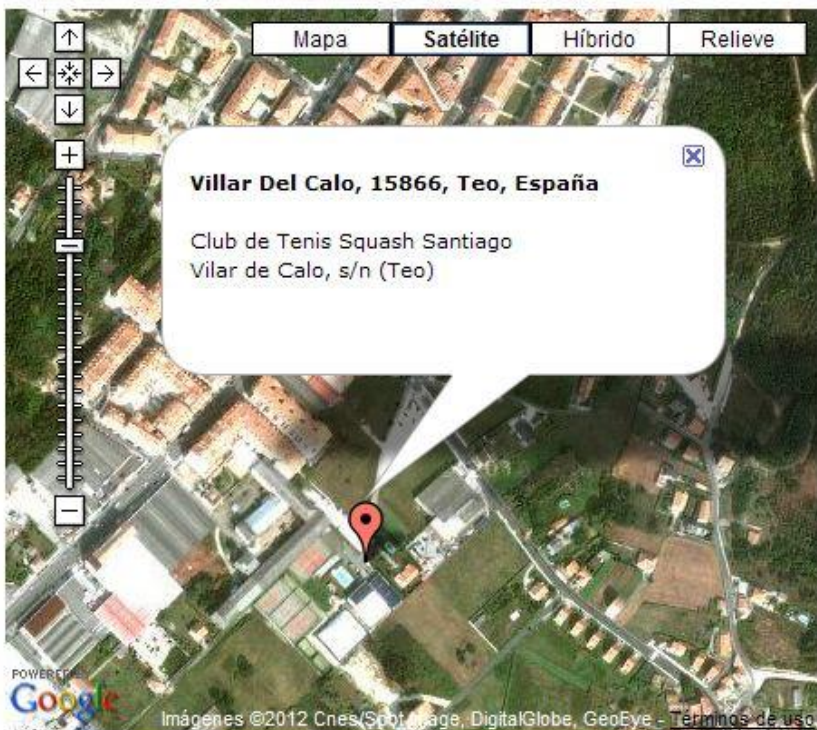 Mapa Satélite Híbrido Relieve
Villar Del Calo, 15866, Teo, España
Club de Tenis Squash Santiago
Vilar de Calo, s/n (Teo)
POWERED
Google
Imágenes ©2012 Cnes/Spot Image, DigitalGlobe, GeoEye - Términos de uso